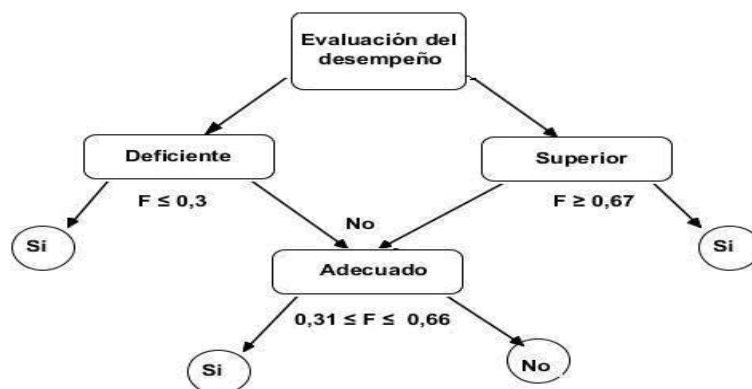 Evaluación del
desempeño
Deficiente
Superior
F ≤ 0,3
F ≥ 0,67
No
Si
Si
Adecuado
0,31 ≤ F ≤ 0,66
Si
No